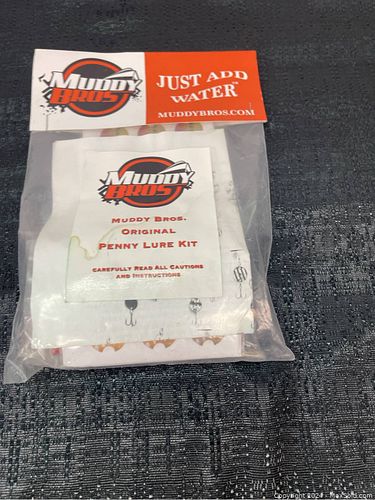 MUDDY
BROS
JUST ADD
WATER™
MUDDYBROS.COM
MUDDY
BROS
MUDDY BROS.
ORIGINAL
PENNY LURE KIT
CAREFULLY READ ALL CAUTIONS
AND INSTRUCTIONS
Copyright 2024 - MaxSold.com